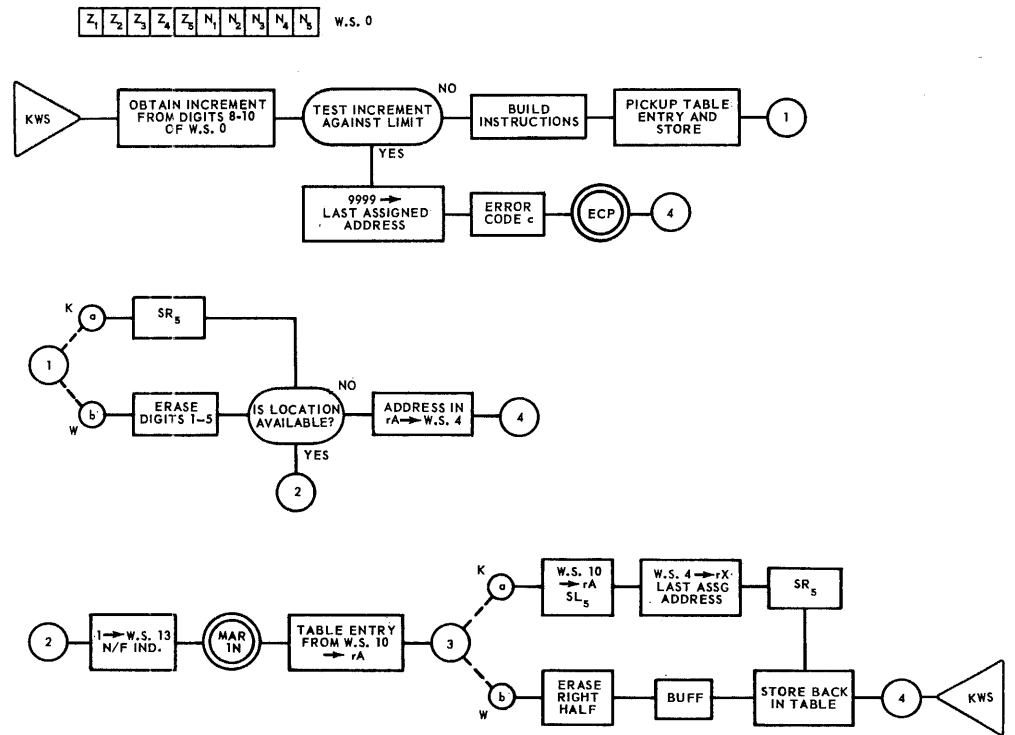 Z1 Z2 Z3 Z4 Z5 N1 N2 N3 N4 N5 W.S. 0
KWS
OBTAIN INCREMENT
FROM DIGITS 8-10
OF W.S. 0
TEST INCREMENT
AGAINST LIMIT
NO
YES
BUILD
INSTRUCTIONS
PICKUP TABLE
ENTRY AND
STORE
1
9999 →
LAST ASSIGNED
ADDRESS
ERROR
CODE c
ECP
4
1
K
a
SR5
W
b
ERASE
DIGITS 1–5
IS LOCATION
AVAILABLE?
NO
YES
ADDRESS IN
rA → W.S. 4
4
2
2
1 → W.S. 13
N/F IND.
MAR
1N
TABLE ENTRY
FROM W.S. 10
→ rA
3
K
a
W.S. 10
→ rA
SL5
W.S. 4 → rX
LAST ASSG
ADDRESS
SR5
W
b
ERASE
RIGHT
HALF
BUFF
STORE BACK
IN TABLE
4
KWS